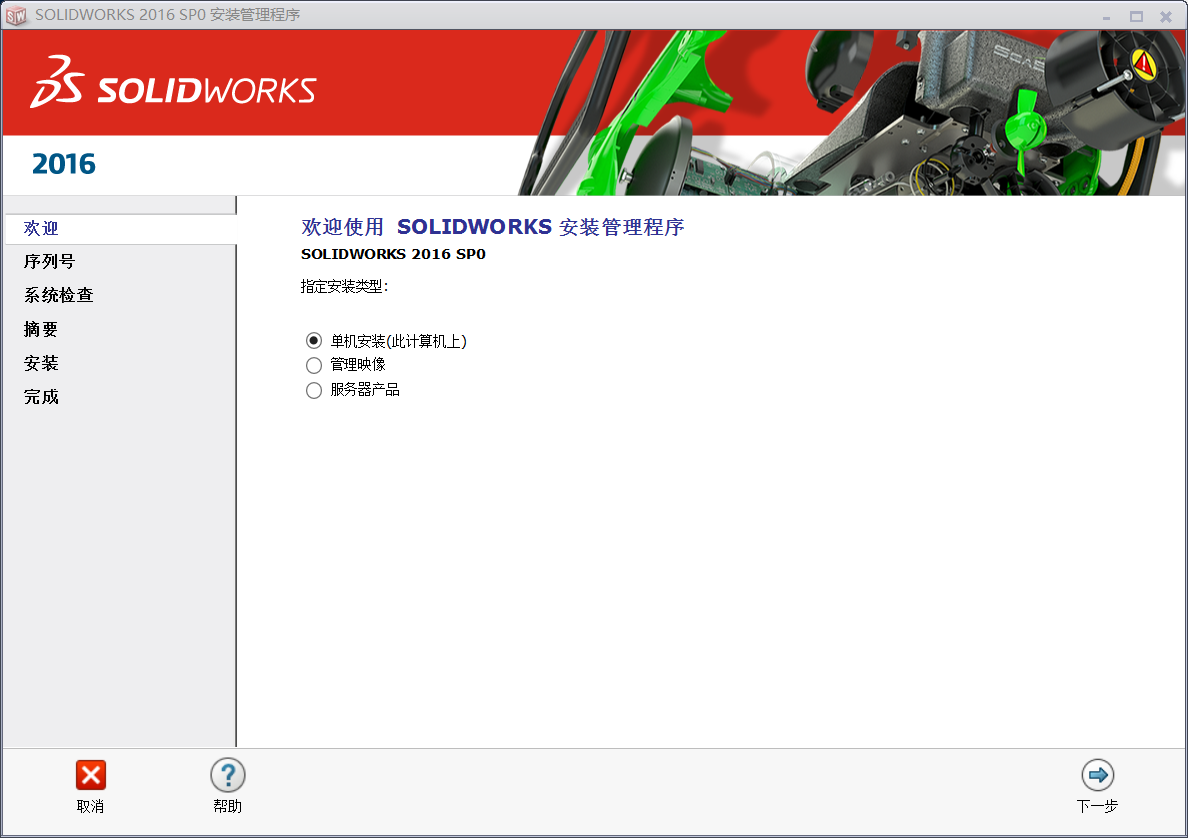 SOLIDWORKS 2016 SP0 安装管理程序
SOLIDWORKS
2016
欢迎
序列号
系统检查
摘要
安装
完成
欢迎使用 SOLIDWORKS 安装管理程序
SOLIDWORKS 2016 SP0
指定安装类型:
单机安装(此计算机上)
管理映像
服务器产品
取消
帮助
下一步